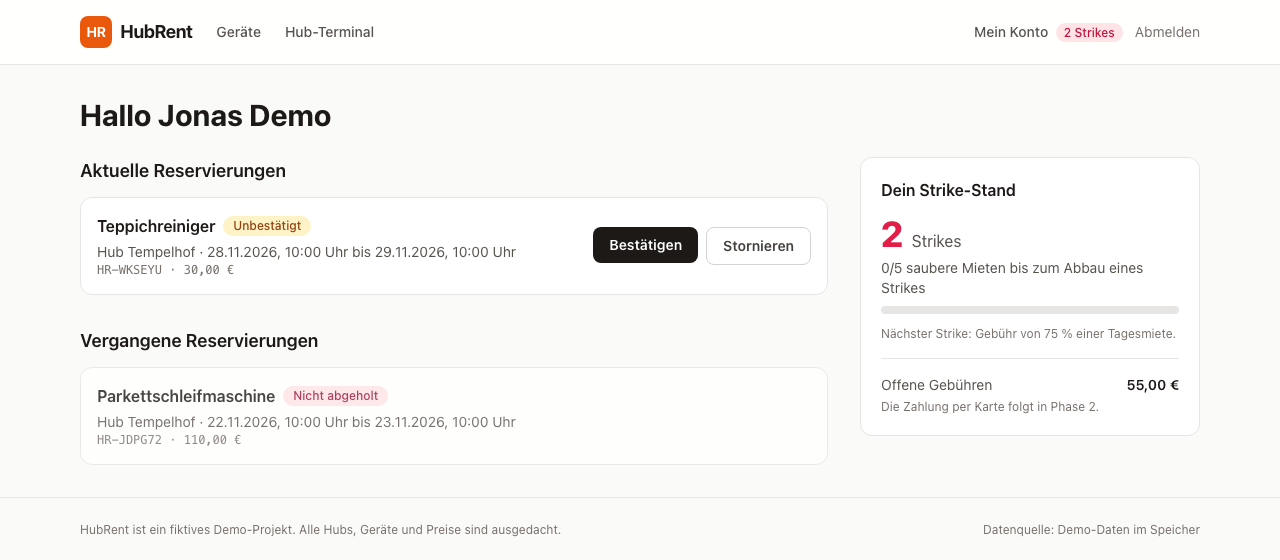 HR HubRent Geräte Hub-Terminal Mein Konto 2 Strikes Abmelden
Hallo Jonas Demo
Aktuelle Reservierungen
Teppichreiniger Unbestätigt
Hub Tempelhof · 28.11.2026, 10:00 Uhr bis 29.11.2026, 10:00 Uhr
HR-WKSEYU · 30,00 €
Bestätigen Stornieren
Vergangene Reservierungen
Parkettschleifmaschine Nicht abgeholt
Hub Tempelhof · 22.11.2026, 10:00 Uhr bis 23.11.2026, 10:00 Uhr
HR-JDPG72 · 110,00 €
Dein Strike-Stand
2 Strikes
0/5 saubere Mieten bis zum Abbau eines
Strikes
Nächster Strike: Gebühr von 75 % einer Tagesmiete.
Offene Gebühren 55,00 €
Die Zahlung per Karte folgt in Phase 2.
HubRent ist ein fiktives Demo-Projekt. Alle Hubs, Geräte und Preise sind ausgedacht. Datenquelle: Demo-Daten im Speicher